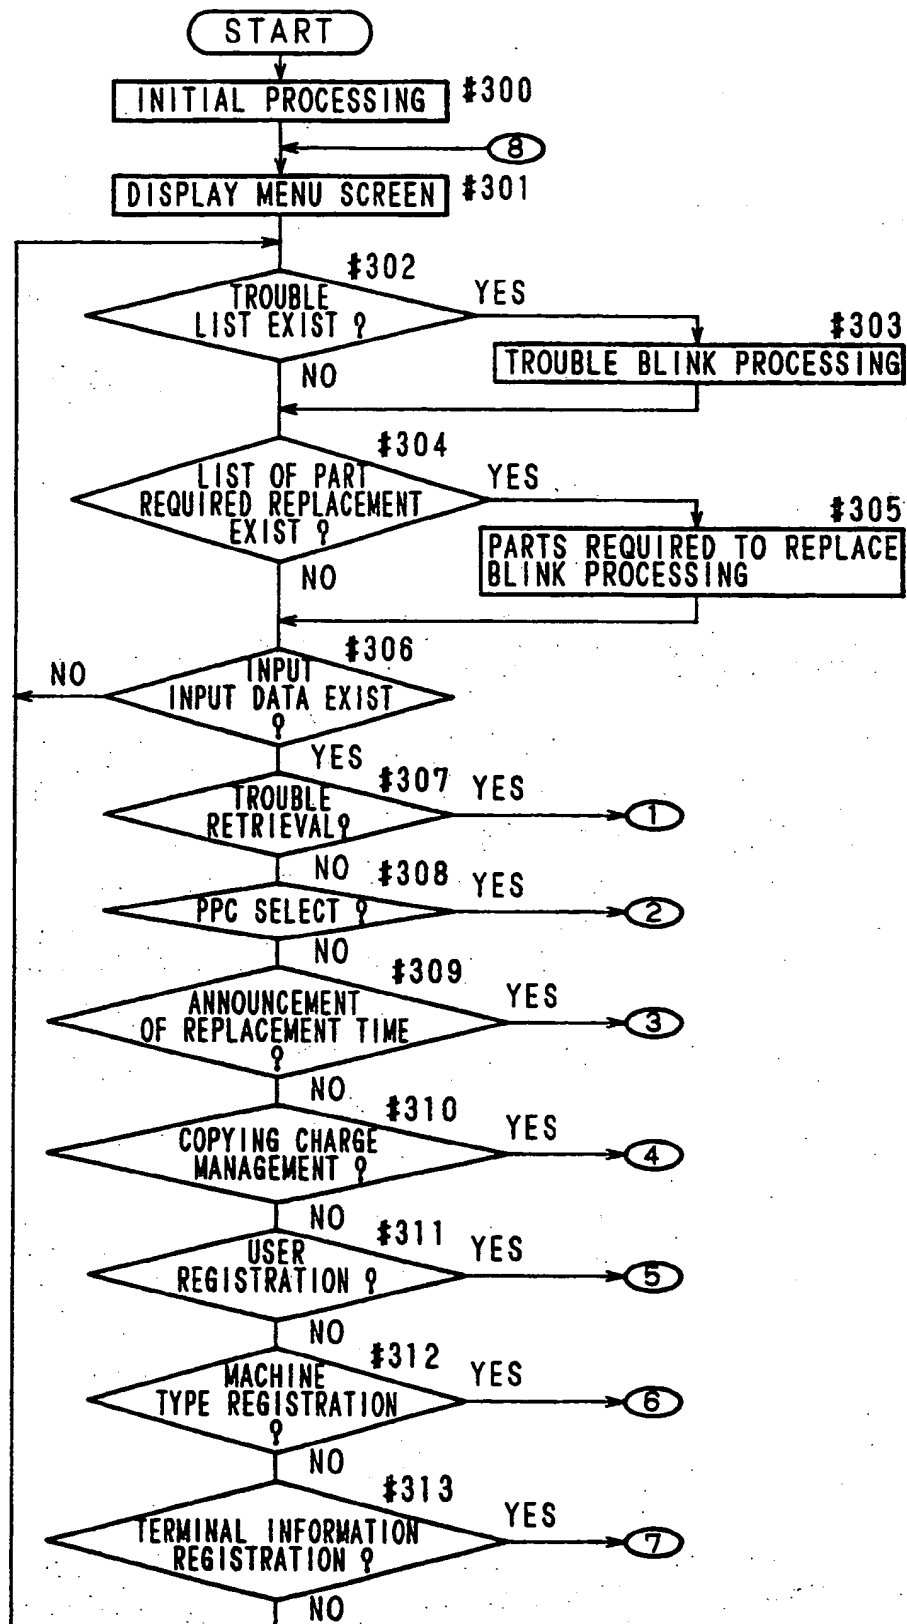 START
INITIAL PROCESSING
#300
8
DISPLAY MENU SCREEN
#301
#302
TROUBLE
LIST EXIST ?
YES
#303
TROUBLE BLINK PROCESSING
NO
#304
LIST OF PART
REQUIRED REPLACEMENT
EXIST ?
YES
#305
PARTS REQUIRED TO REPLACE
BLINK PROCESSING
NO
#306
INPUT
INPUT DATA EXIST
?
NO
YES
#307
TROUBLE
RETRIEVAL?
YES
1
NO
#308
PPC SELECT ?
YES
2
NO
#309
ANNOUNCEMENT
OF REPLACEMENT TIME
?
YES
3
NO
#310
COPYING CHARGE
MANAGEMENT ?
YES
4
NO
#311
USER
REGISTRATION ?
YES
5
NO
#312
MACHINE
TYPE REGISTRATION
?
YES
6
NO
#313
TERMINAL INFORMATION
REGISTRATION ?
YES
7
NO